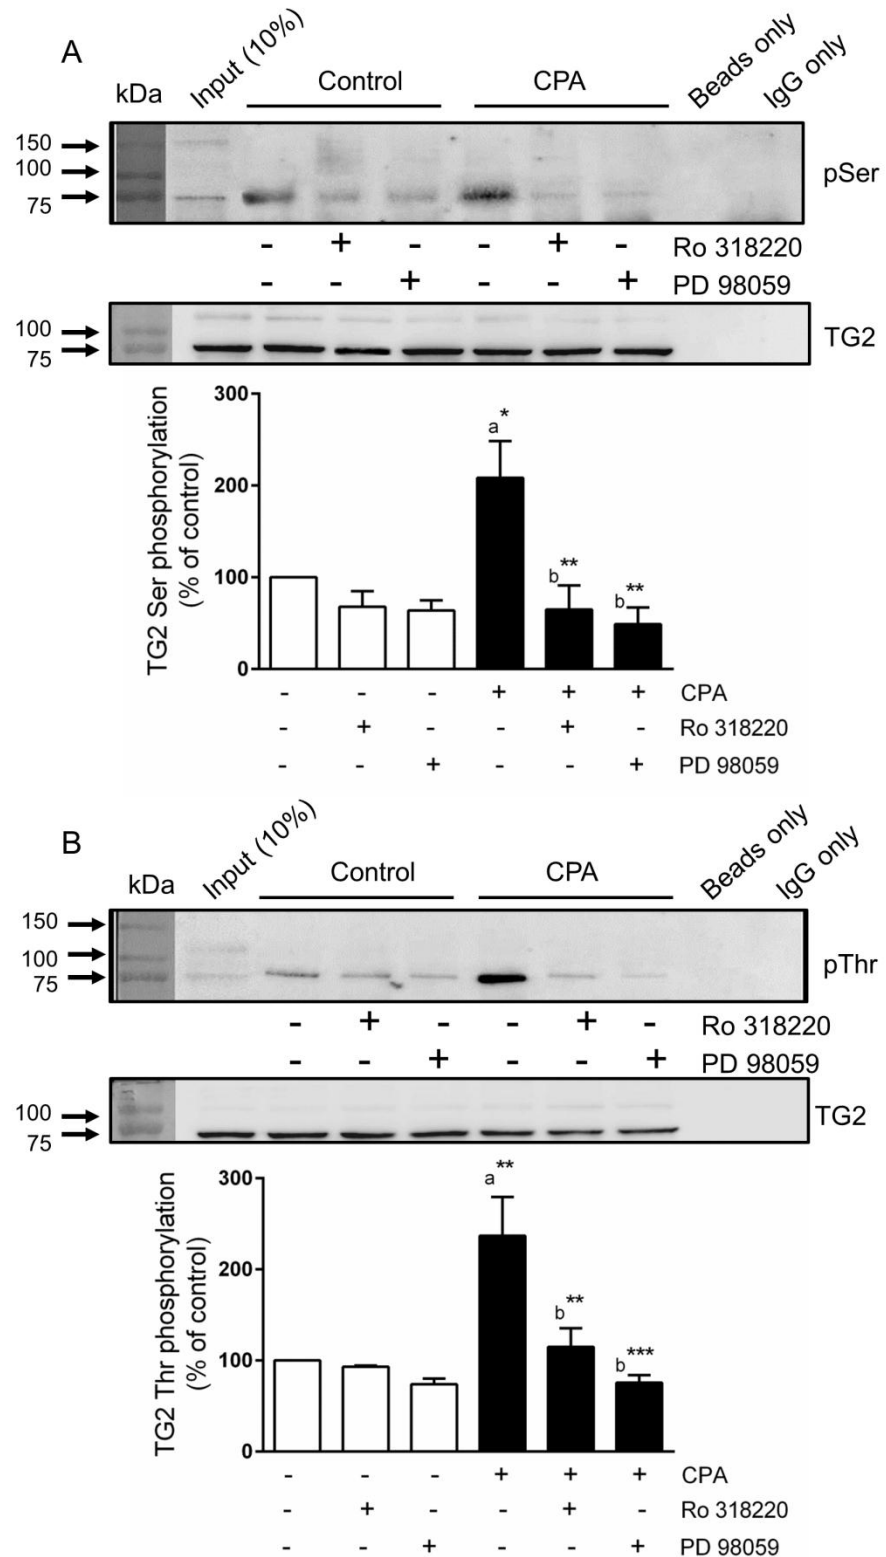 A
kDa Input (10%) Control CPA Beads only IgG only
150
100
75
pSer
- + - - + - Ro 318220
- - + - - + PD 98059
100
75
TG2
TG2 Ser phosphorylation
(% of control)
300
200
100
0
a*
b**
b**
- - - + + + CPA
- + - - + - Ro 318220
- - + - - + PD 98059
B
kDa Input (10%) Control CPA Beads only IgG only
150
100
75
pThr
- + - - + - Ro 318220
- - + - - + PD 98059
100
75
TG2
TG2 Thr phosphorylation
(% of control)
300
200
100
0
a**
b**
b***
- - - + + + CPA
- + - - + - Ro 318220
- - + - - + PD 98059